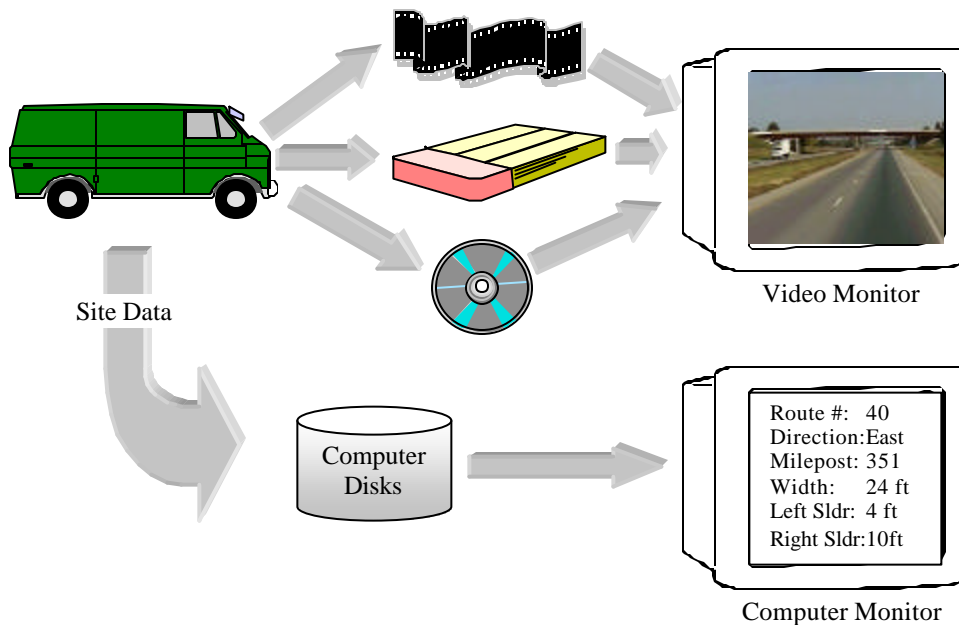 Video Monitor
Site Data
Computer
Disks
Route #: 40
Direction:East
Milepost: 351
Width: 24 ft
Left Sldr: 4 ft
Right Sldr:10ft
Computer Monitor